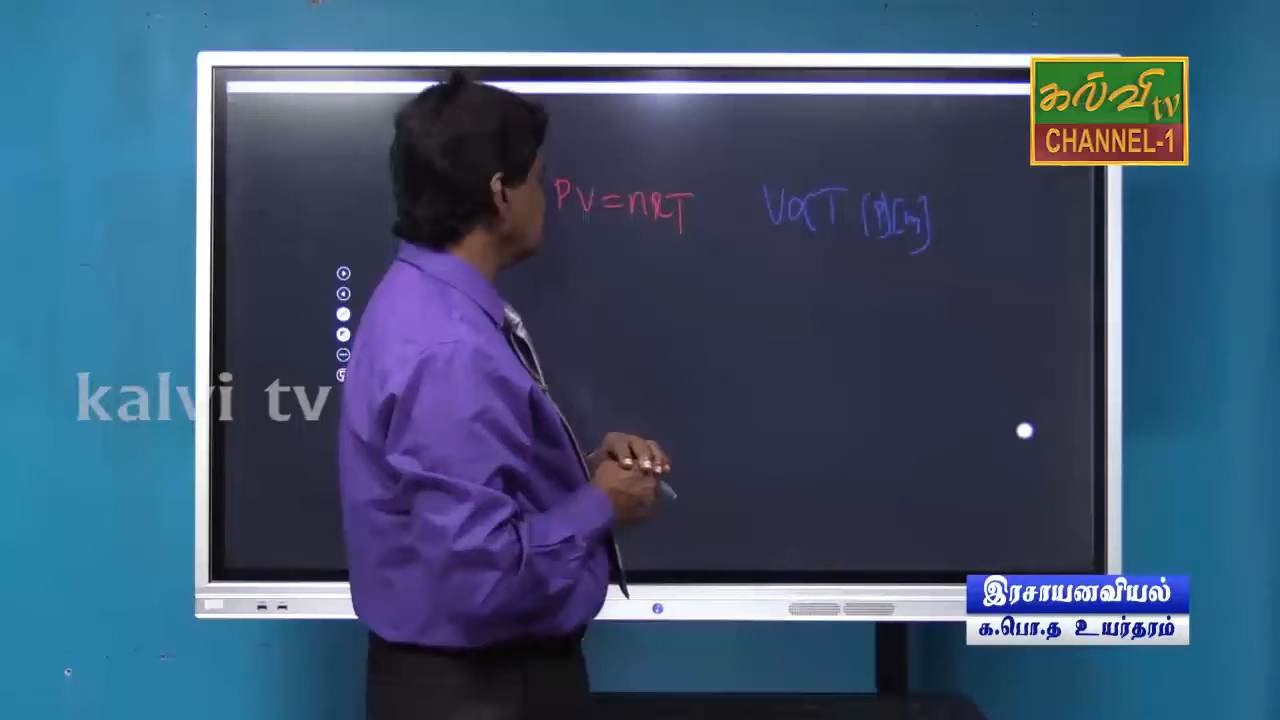 கல்வி tv
CHANNEL-1
PV=nRT V∝T [P][n]
kalvi tv
இரசாயனவியல்
க.பொ.த உயர்தரம்